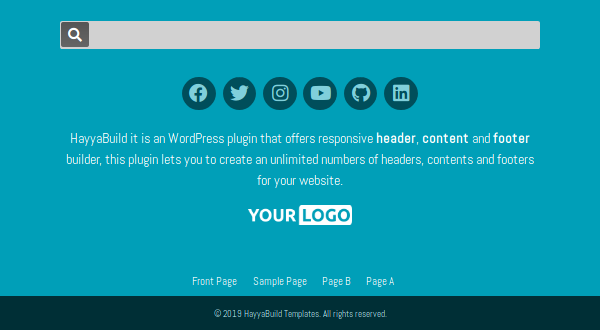 HayyaBuild it is an WordPress plugin that offers responsive header, content and footer
builder, this plugin lets you to create an unlimited numbers of headers, contents and footers
for your website.
YOUR LOGO
Front Page Sample Page Page B Page A
© 2019 HayyaBuild Templates. All rights reserved.